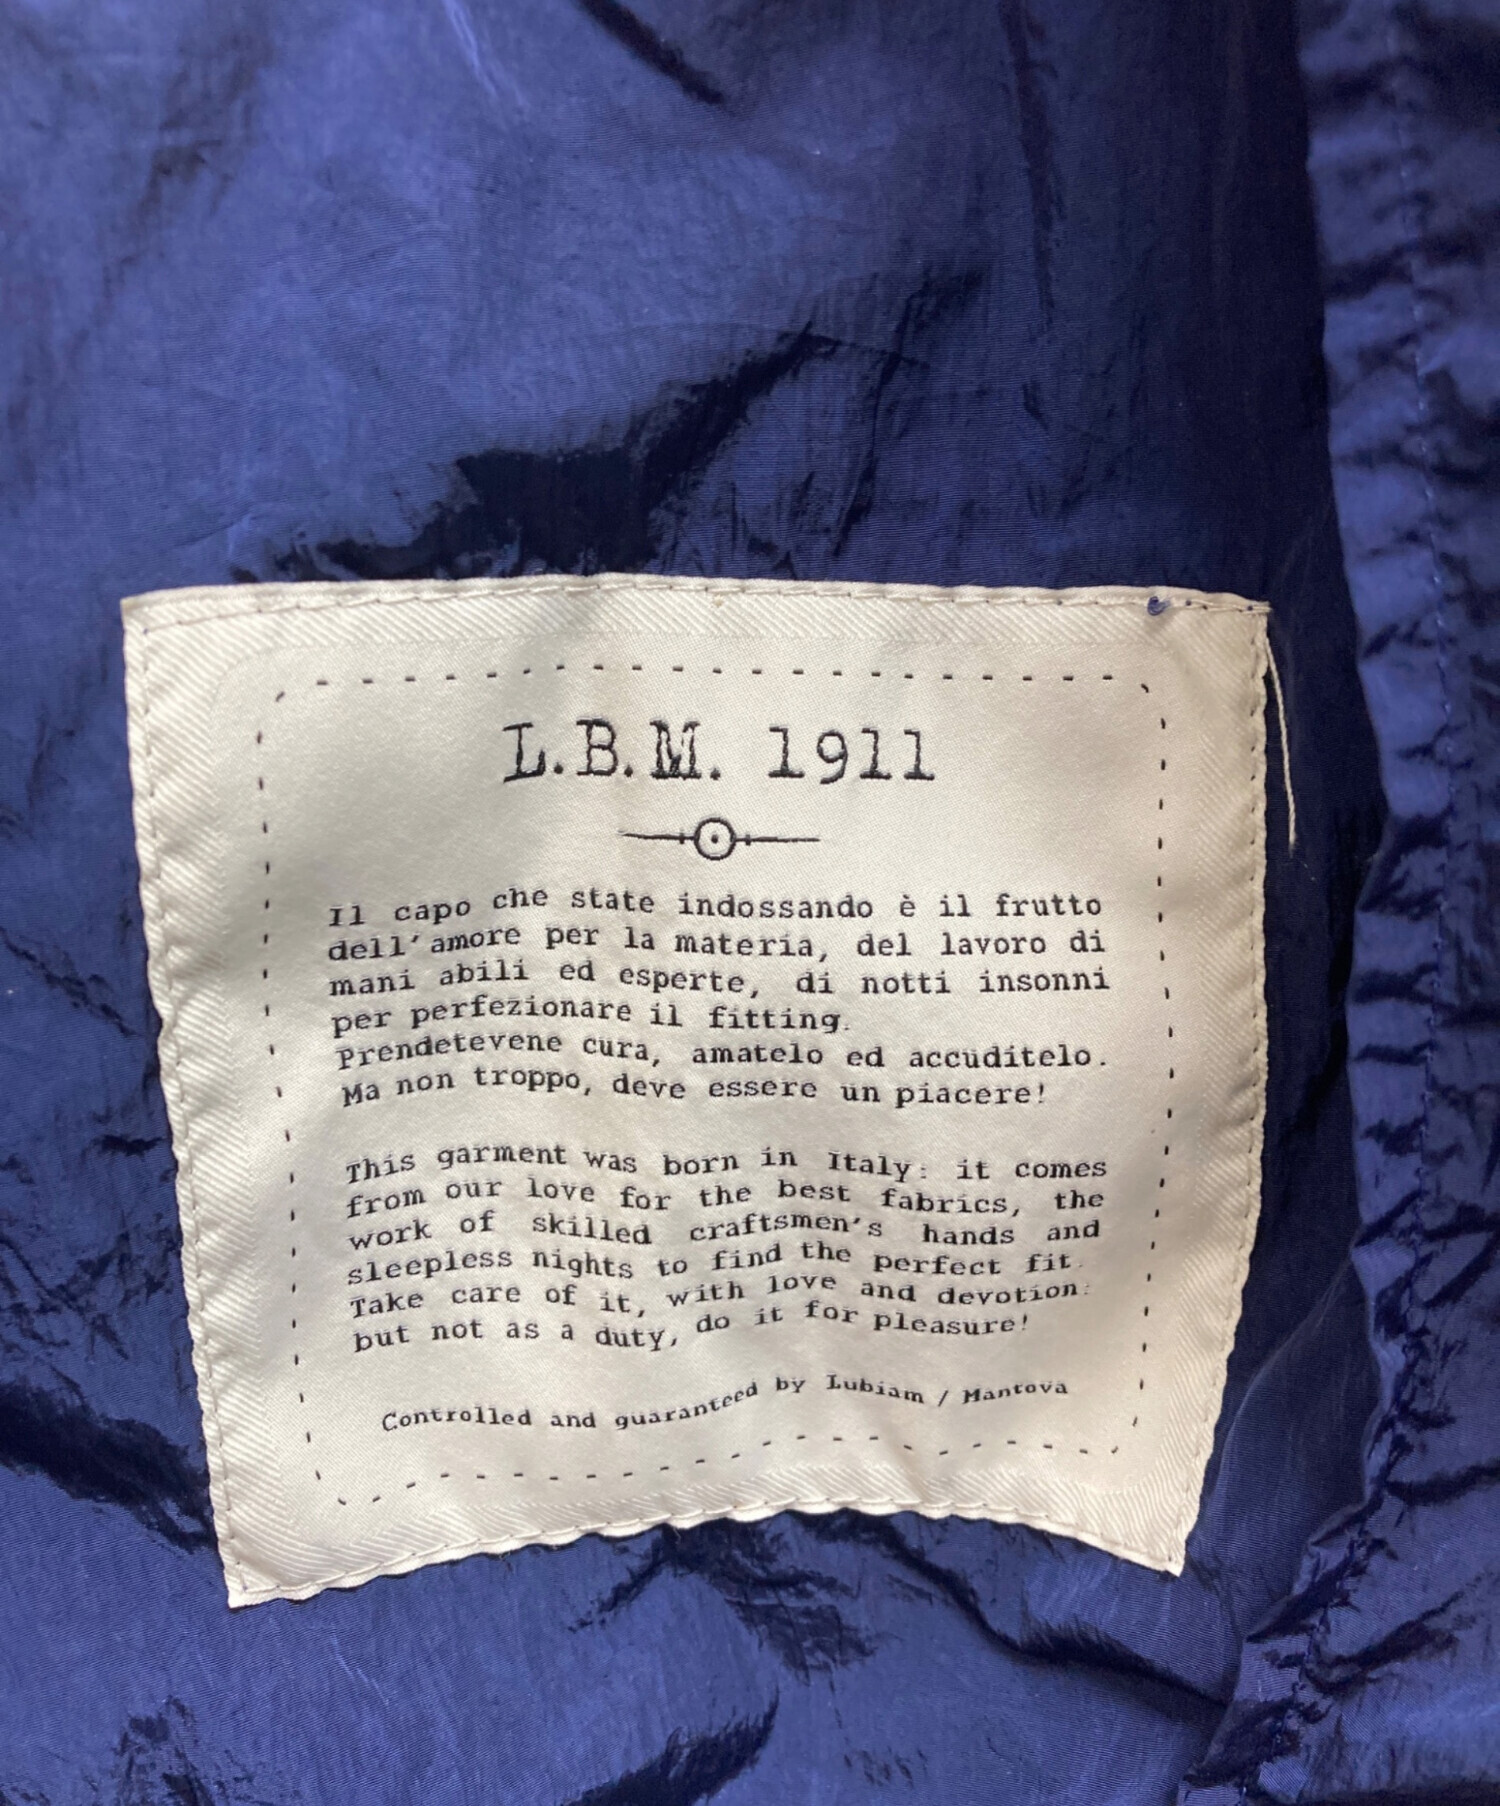 L.B.M. 1911
Il capo che state indossando è il frutto
dell'amore per la materia, del lavoro di
mani abili ed esperte, di notti insonni
per perfezionare il fitting.
Prendetevene cura, amatelo ed accuditelo.
Ma non troppo, deve essere un piacere!
This garment was born in Italy: it comes
from our love for the best fabrics, the
work of skilled craftsmen's hands and
sleepless nights to find the perfect fit.
Take care of it, with love and devotion:
but not as a duty, do it for pleasure!
Controlled and guaranteed by Lubiam / Mantova